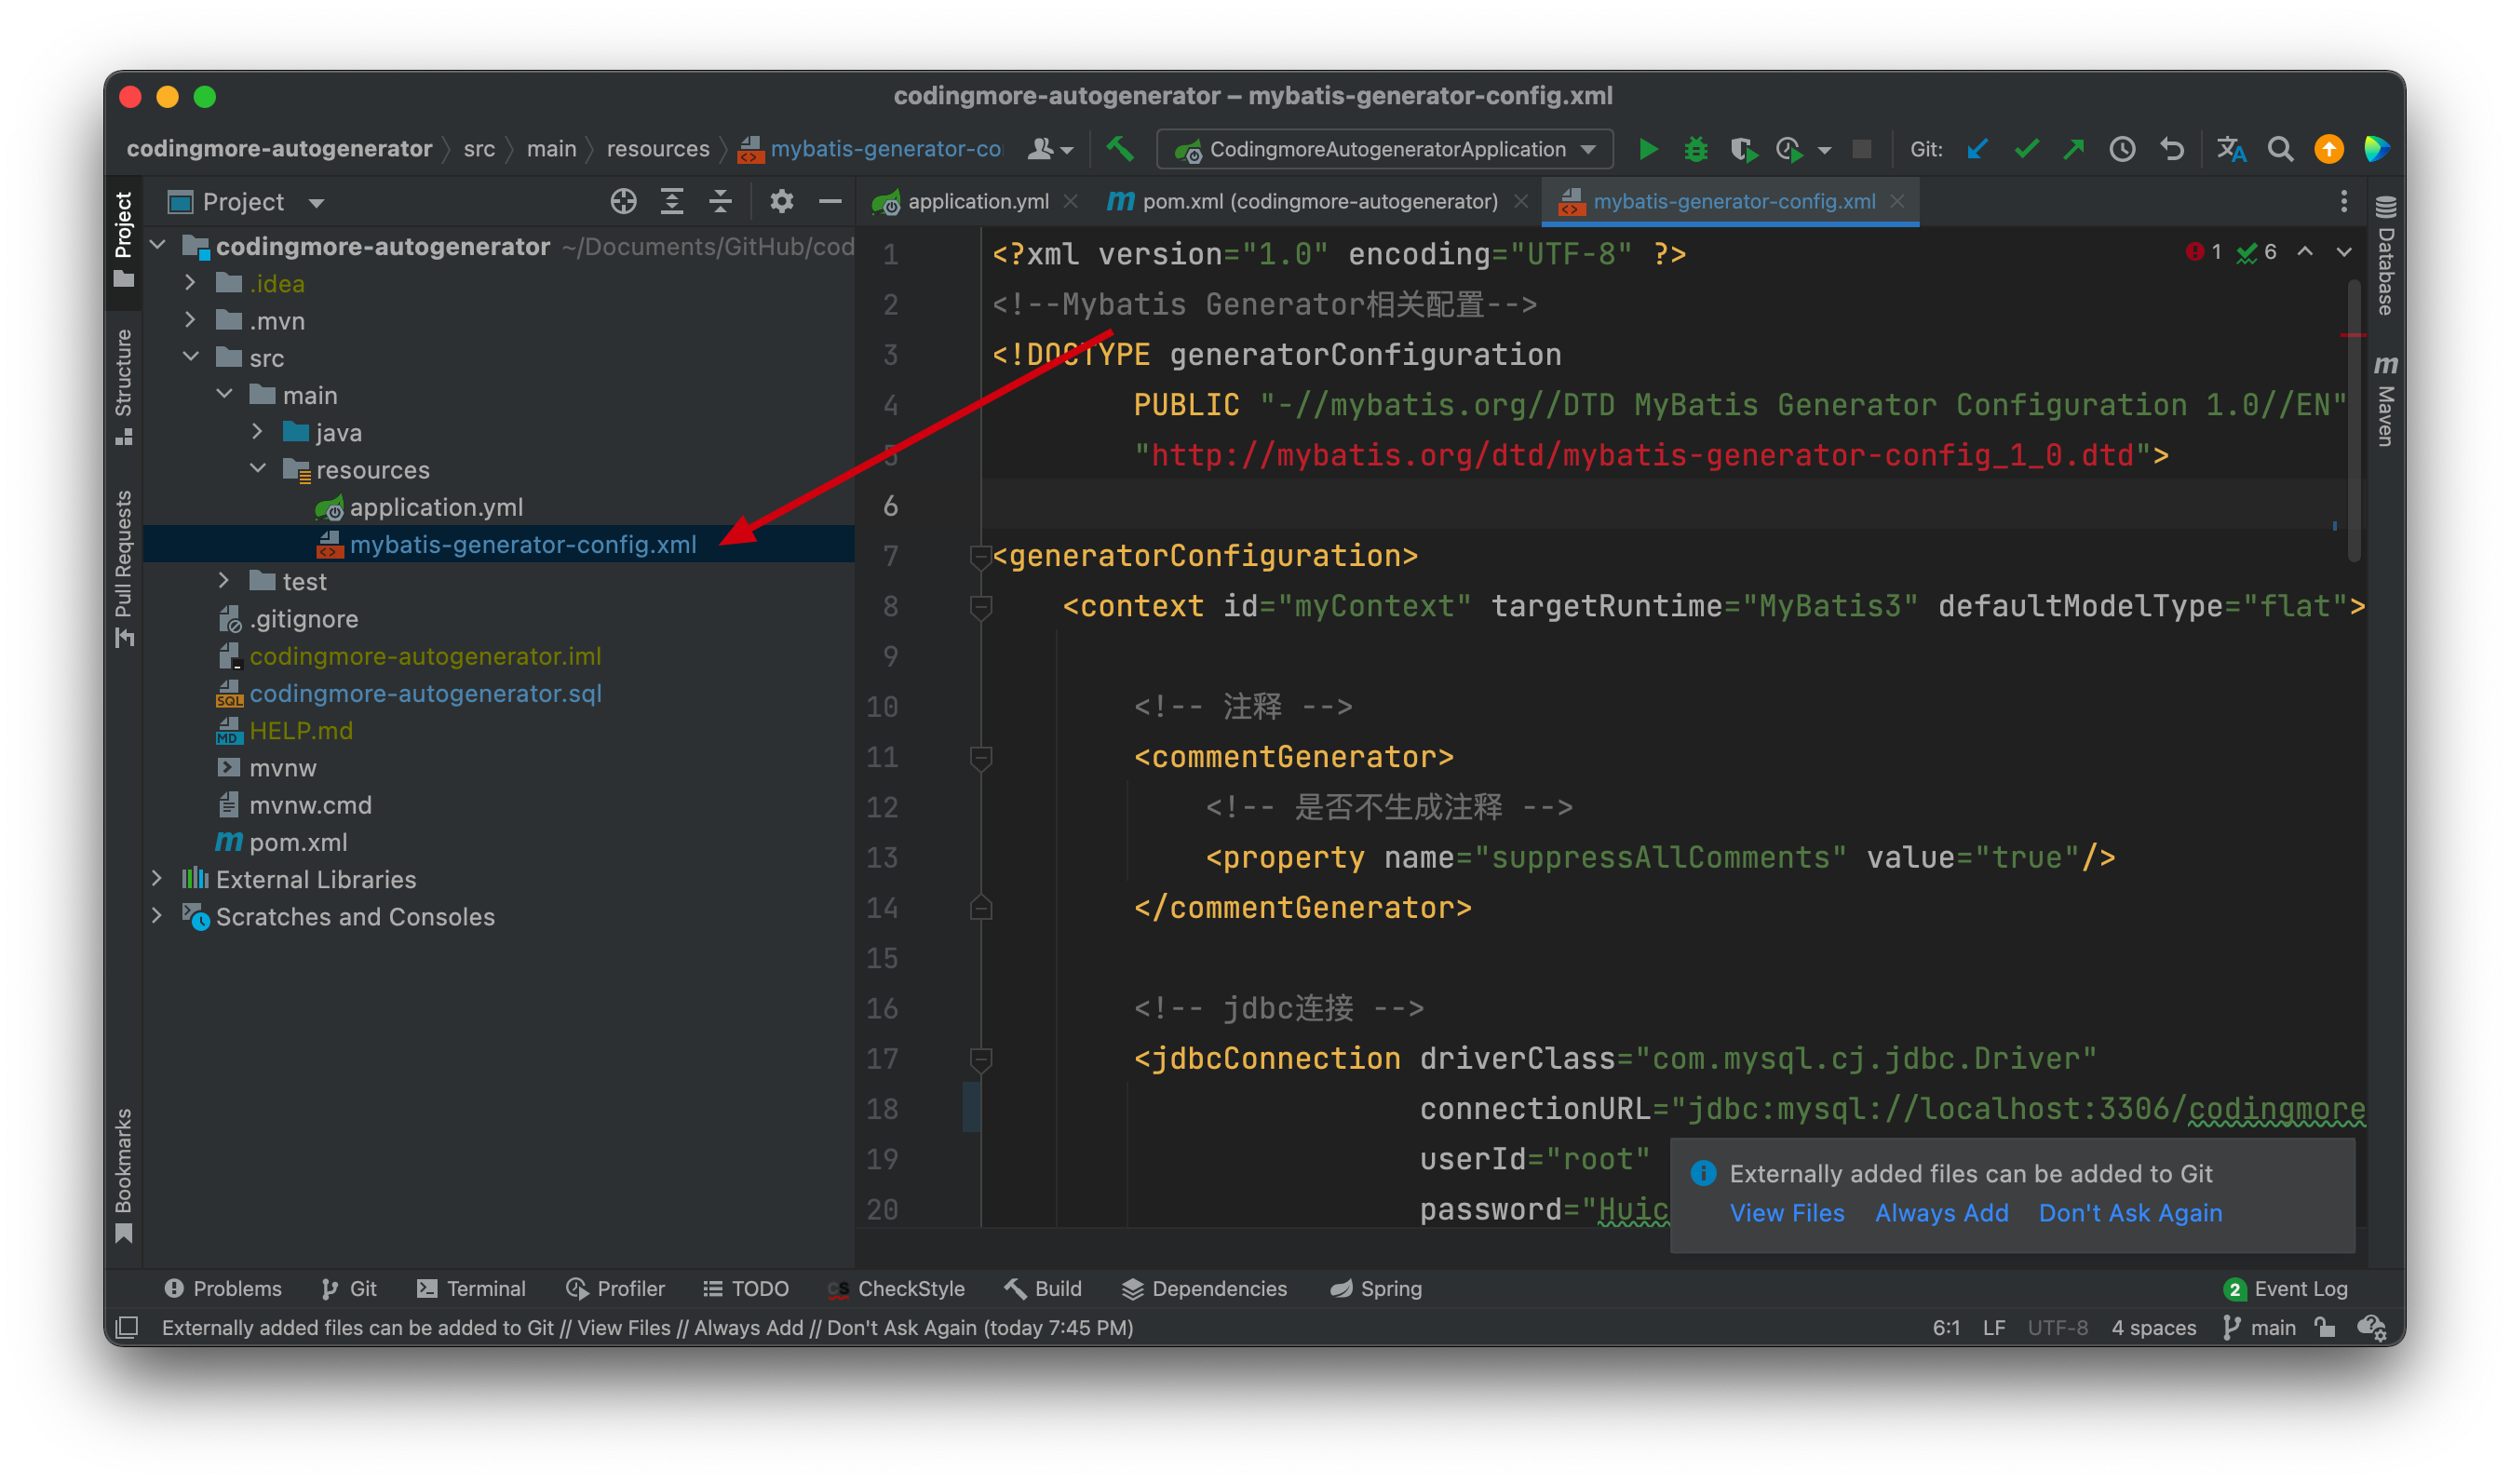 codingmore-autogenerator – mybatis-generator-config.xml
codingmore-autogenerator src main resources mybatis-generator-co CodingmoreAutogeneratorApplication Git:
Project
application.yml pom.xml (codingmore-autogenerator) mybatis-generator-config.xml
Project
Structure
Pull Requests
Bookmarks
codingmore-autogenerator ~/Documents/GitHub/cod
.idea
.mvn
src
main
java
resources
application.yml
mybatis-generator-config.xml
test
.gitignore
codingmore-autogenerator.iml
codingmore-autogenerator.sql
HELP.md
mvnw
mvnw.cmd
pom.xml
External Libraries
Scratches and Consoles
1 <?xml version="1.0" encoding="UTF-8" ?>
2 <!--Mybatis Generator相关配置-->
3 <!DOCTYPE generatorConfiguration
4 PUBLIC "-//mybatis.org//DTD MyBatis Generator Configuration 1.0//EN"
5 "http://mybatis.org/dtd/mybatis-generator-config_1_0.dtd">
6
7 <generatorConfiguration>
8 <context id="myContext" targetRuntime="MyBatis3" defaultModelType="flat">
9
10 <!-- 注释 -->
11 <commentGenerator>
12 <!-- 是否不生成注释 -->
13 <property name="suppressAllComments" value="true"/>
14 </commentGenerator>
15
16 <!-- jdbc连接 -->
17 <jdbcConnection driverClass="com.mysql.cj.jdbc.Driver"
18 connectionURL="jdbc:mysql://localhost:3306/codingmore
19 userId="root"
20 password="Huic
1 6
Database
Maven
Externally added files can be added to Git
View Files Always Add Don't Ask Again
Problems Git Terminal Profiler TODO CheckStyle Build Dependencies Spring 2 Event Log
Externally added files can be added to Git // View Files // Always Add // Don't Ask Again (today 7:45 PM) 6:1 LF UTF-8 4 spaces main